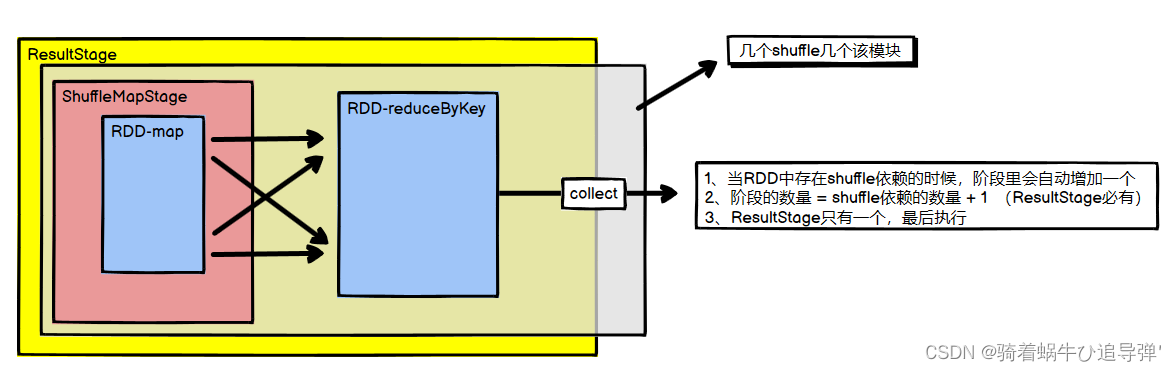 ResultStage
几个shuffle几个该模块
ShuffleMapStage
RDD-map
RDD-reduceByKey
collect
1、当RDD中存在shuffle依赖的时候，阶段里会自动增加一个
2、阶段的数量 = shuffle依赖的数量 + 1 （ResultStage必有）
3、ResultStage只有一个，最后执行
CSDN @骑着蜗牛ひ追导弹'